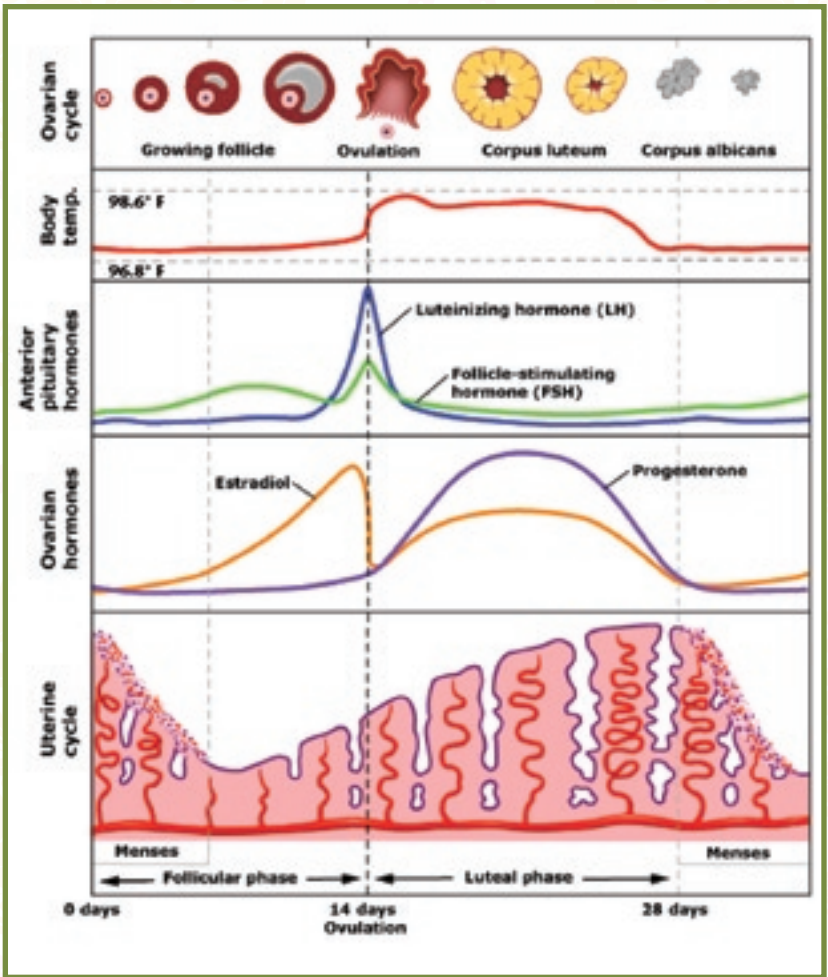 Ovarian
cycle
Growing follicle
Ovulation
Corpus luteum
Corpus albicans
Body
temp.
98.6° F
96.8° F
Anterior
pituitary
hormones
Luteinizing hormone (LH)
Follicle-stimulating
hormone (FSH)
Ovarian
hormones
Estradiol
Progesterone
Uterine
cycle
Menses
Menses
Follicular phase
Luteal phase
0 days
14 days
28 days
Ovulation